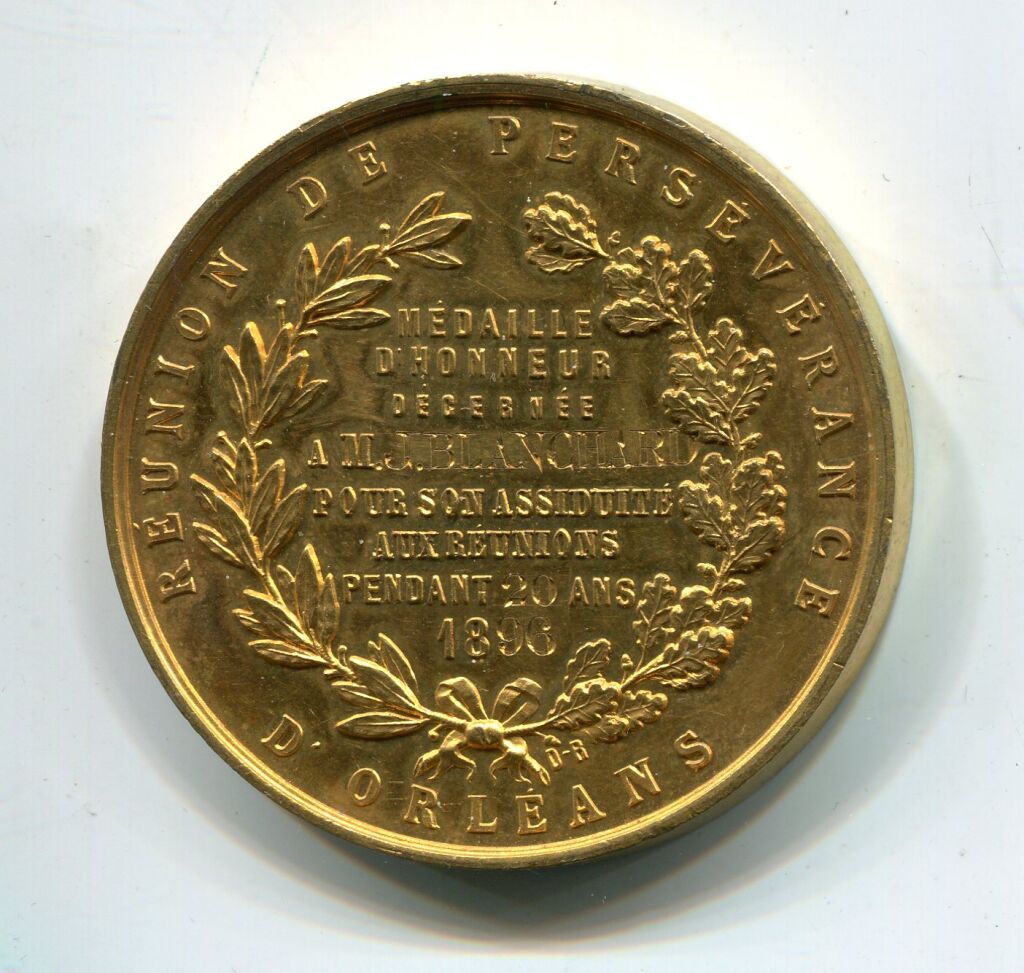 RÉUNION DE PERSÉVÉRANCE
D'ORLÉANS
MÉDAILLE
D'HONNEUR
DÉCERNÉE
A M. J. BLANCHARD
POUR SON ASSIDUITÉ
AUX RÉUNIONS
PENDANT 20 ANS
1896